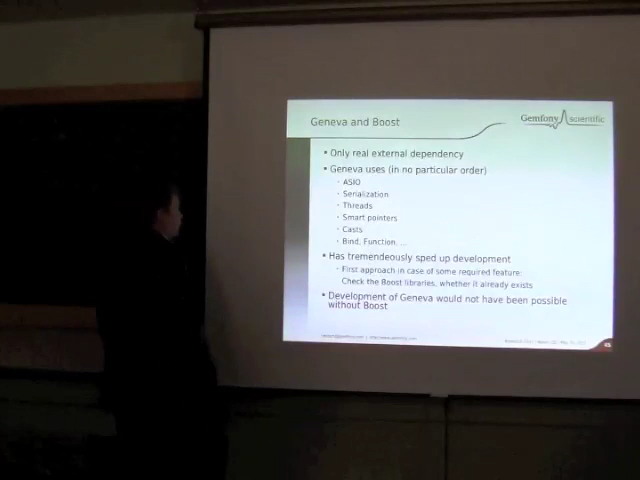 Geneva and Boost
Gemfony scientific
Only real external dependency
Geneva uses (in no particular order)
ASIO
Serialization
Threads
Smart pointers
Casts
Bind, Function, ...
Has tremendeously sped up development
First approach in case of some required feature:
Check the Boost libraries, whether it already exists
Development of Geneva would not have been possible
without Boost